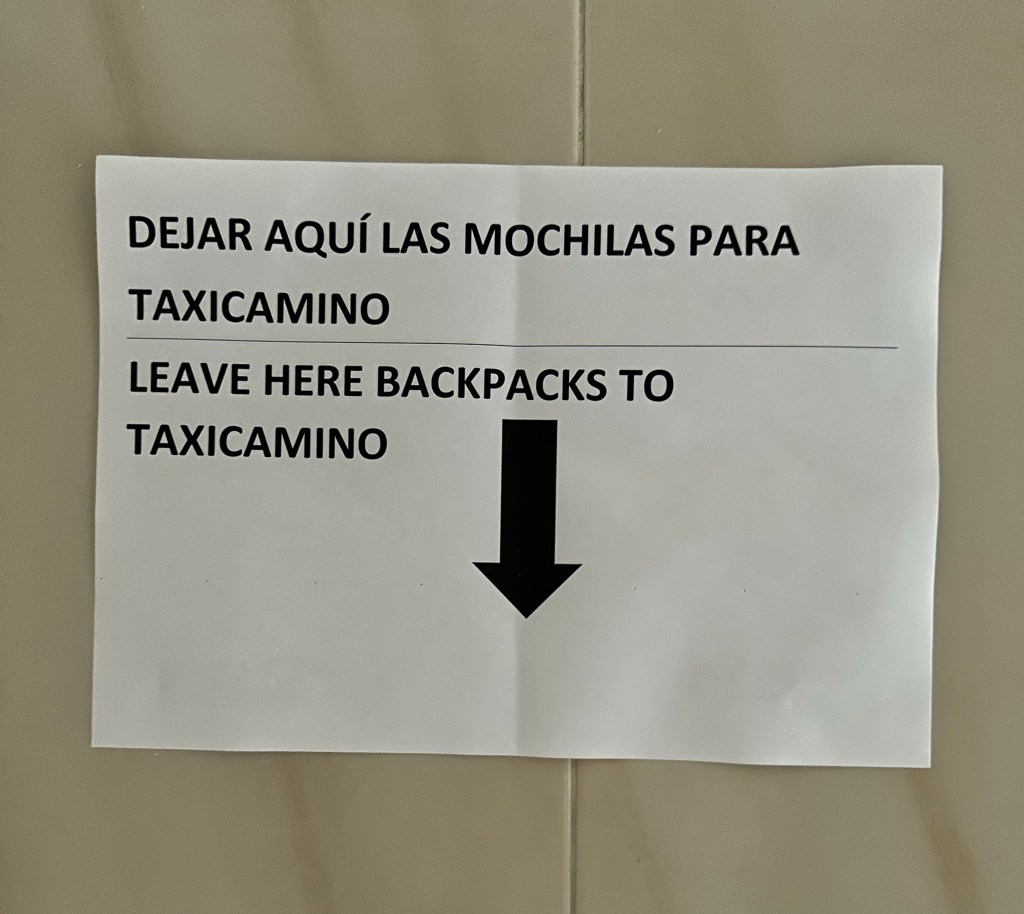 DEJAR AQUÍ LAS MOCHILAS PARA
TAXICAMINO
LEAVE HERE BACKPACKS TO
TAXICAMINO